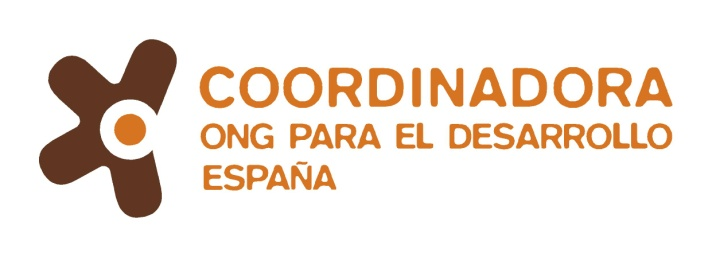 COORDINADORA
ONG PARA EL DESARROLLO
ESPAÑA